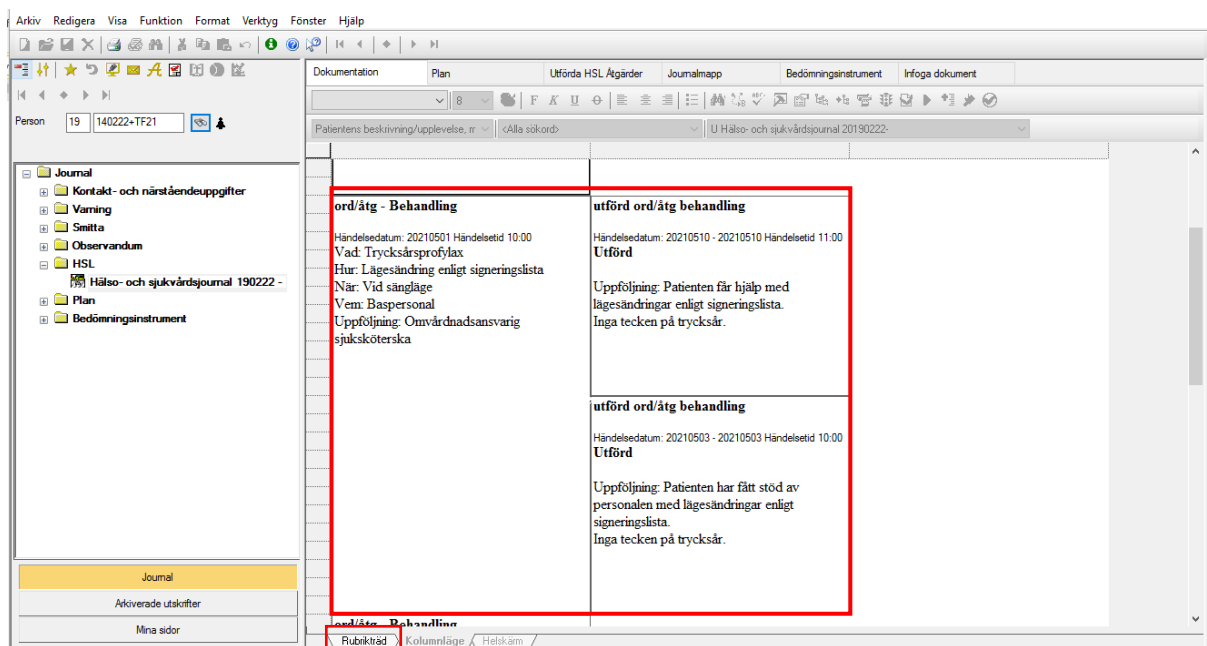 Arkiv Redigera Visa Funktion Format Verktyg Fönster Hjälp
Dokumentation Plan Utförda HSL Åtgärder Journalmapp Bedömningsinstrument Infoga dokument
8 F K U
Person 19 140222+TF21
Patientens beskrivning/upplevelse, rr <Alla sökord> U Hälso- och sjukvårdsjournal 20190222-
Journal
Kontakt- och närståendeuppgifter
Varning
Smitta
Observandum
HSL
Hälso- och sjukvårdsjournal 190222 -
Plan
Bedömningsinstrument
Journal
Arkiverade utskrifter
Mina sidor
ord/åtg - Behandling
Händelsedatum: 20210501 Händelsetid 10:00
Vad: Trycksårsprofylax
Hur: Lägesändring enligt signeringslista
När: Vid sängläge
Vem: Baspersonal
Uppföljning: Omvårdnadsansvarig
sjuksköterska
utförd ord/åtg behandling
Händelsedatum: 20210510 - 20210510 Händelsetid 11:00
Utförd
Uppföljning: Patienten får hjälp med
lägesändringar enligt signeringslista.
Inga tecken på trycksår.
utförd ord/åtg behandling
Händelsedatum: 20210503 - 20210503 Händelsetid 10:00
Utförd
Uppföljning: Patienten har fått stöd av
personalen med lägesändringar enligt
signeringslista.
Inga tecken på trycksår.
ord/åtg - Behandling
Rubrikträd Kolumnläge Helskärm